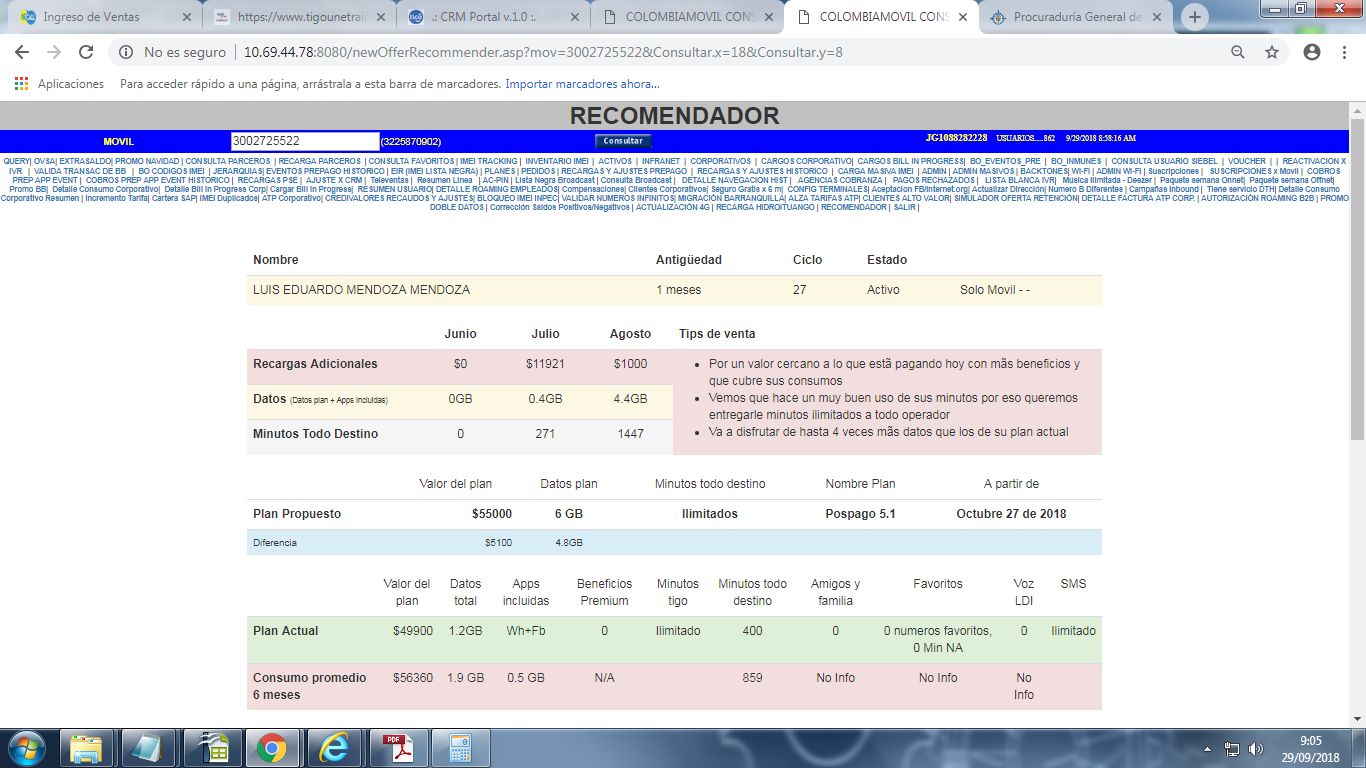 Ingreso de Ventas
https://www.tigounetrain
.: CRM Portal v.1.0 :.
COLOMBIAMOVIL CONS
COLOMBIAMOVIL CONS
Procuraduría General de
No es seguro | 10.69.44.78:8080/newOfferRecommender.asp?mov=3002725522&Consultar.x=18&Consultar.y=8
Aplicaciones Para acceder rápido a una página, arrástrala a esta barra de marcadores. Importar marcadores ahora...
RECOMENDADOR
MOVIL 3002725522 (3225870902) Consultar JG1088282228 USUARIOS.....862 9/29/2018 8:58:16 AM
QUERY| OVSA| EXTRASALDO| PROMO NAVIDAD | CONSULTA PARCEROS | RECARGA PARCEROS | CONSULTA FAVORITOS | IMEI TRACKING | INVENTARIO IMEI | ACTIVOS | INFRANET | CORPORATIVOS | CARGOS CORPORATIVO| CARGOS BILL IN PROGRESS| BO_EVENTOS_PRE | BO_INMUNES | CONSULTA USUARIO SIEBEL | VOUCHER | | REACTIVACION X
IVR | VALIDA TRANSAC DE BB | BO CODIGOS IMEI | JERARQUIAS| EVENTOS PREPAGO HISTORICO | EIR (IMEI LISTA NEGRA) | PLANES | PEDIDOS | RECARGAS Y AJUSTES PREPAGO | RECARGAS Y AJUSTES HISTORICO | CARGA MASIVA IMEI | ADMIN | ADMIN MASIVOS | BACKTONES| WI-FI | ADMIN WI-FI | Suscripciones | SUSCRIPCIONES x Movil | COBROS
PREP APP EVENT | COBROS PREP APP EVENT HISTORICO | RECARGAS PSE | AJUSTE X CRM | Televentas | Resumen Linea | AC-PIN | Lista Negra Broadcast | Consulta Broadcast | DETALLE NAVEGACION HIST | AGENCIAS COBRANZA | PAGOS RECHAZADOS | LISTA BLANCA IVR| Música Ilimitada - Deezer | Paquete semana Onnet| Paquete semana Offnet|
Promo BB| Detalle Consumo Corporativo| Detalle Bill in Progress Corp| Cargar Bill in Progress| RESUMEN USUARIO| DETALLE ROAMING EMPLEADOS| Compensaciones| Clientes Corporativos| Seguro Gratis x 6 m| CONFIG TERMINALES| Aceptacion FB/Internet.org| Actualizar Dirección| Numero B Diferentes | Campañas Inbound | Tiene servicio DTH| Detalle Consumo
Corporativo Resumen | Incremento Tarifa| Cartera SAP| IMEI Duplicados| ATP Corporativo| CREDIVALORES RECAUDOS Y AJUSTES| BLOQUEO IMEI INPEC| VALIDAR NUMEROS INFINITOS| MIGRACIÓN BARRANQUILLA| ALZA TARIFAS ATP| CLIENTES ALTO VALOR| SIMULADOR OFERTA RETENCIÓN| DETALLE FACTURA ATP CORP. | AUTORIZACIÓN ROAMING B2B | PROMO
DOBLE DATOS | Corrección Saldos Positivos/Negativos | ACTUALIZACIÓN 4G | RECARGA HIDROITUANGO | RECOMENDADOR | SALIR |
Nombre Antigüedad Ciclo Estado
LUIS EDUARDO MENDOZA MENDOZA 1 meses 27 Activo Solo Movil - -
Junio Julio Agosto Tips de venta
Recargas Adicionales $0 $11921 $1000
Datos (Datos plan + Apps incluidas) 0GB 0.4GB 4.4GB
Minutos Todo Destino 0 271 1447
• Por un valor cercano a lo que estã pagando hoy con mãs beneficios y
que cubre sus consumos
• Vemos que hace un muy buen uso de sus minutos por eso queremos
entregarle minutos ilimitados a todo operador
• Va a disfrutar de hasta 4 veces mãs datos que los de su plan actual
Valor del plan Datos plan Minutos todo destino Nombre Plan A partir de
Plan Propuesto $55000 6 GB Ilimitados Pospago 5.1 Octubre 27 de 2018
Diferencia $5100 4.8GB
Valor del Datos Apps Beneficios Minutos Minutos todo Amigos y Favoritos Voz SMS
plan total incluidas Premium tigo destino familia LDI
Plan Actual $49900 1.2GB Wh+Fb 0 Ilimitado 400 0 0 numeros favoritos, 0 Ilimitado
0 Min NA
Consumo promedio $56360 1.9 GB 0.5 GB N/A 859 No Info No Info No
6 meses Info
9:05
29/09/2018